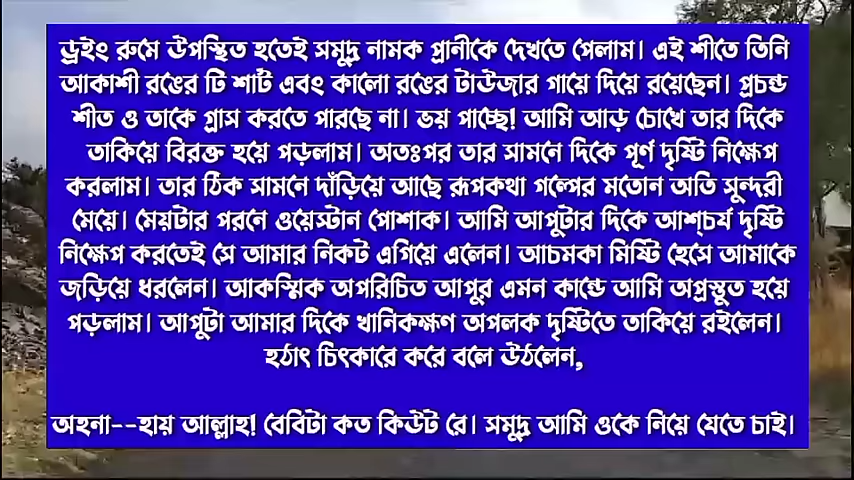 ড্রইং রুমে উপস্থিত হতেই সমুদ্র নামক প্রানীকে দেখতে পেলাম। এই শীতে তিনি
আকাশী রঙের টি শার্ট এবং কালো রঙের টাউজার গায়ে দিয়ে রয়েছেন। প্রচন্ড
শীত ও তাকে গ্রাস করতে পারছে না। ভয় পাচ্ছে! আমি আড় চোখে তার দিকে
তাকিয়ে বিরক্ত হয়ে পড়লাম। অতঃপর তার সামনে দিকে পূর্ণ দৃষ্টি নিক্ষেপ
করলাম। তার ঠিক সামনে দাঁড়িয়ে আছে রূপকথা গল্পের মতোন অতি সুন্দরী
মেয়ে। মেয়টার পরনে ওয়েস্টান পোশাক। আমি আপুটার দিকে আশ্চর্য দৃষ্টি
নিক্ষেপ করতেই সে আমার নিকট এগিয়ে এলেন। আচমকা মিষ্টি হেসে আমাকে
জড়িয়ে ধরলেন। আকস্মিক অপরিচিত আপুর এমন কান্ডে আমি অপ্রস্তুত হয়ে
পড়লাম। আপুটা আমার দিকে খানিকক্ষণ অপলক দৃষ্টিতে তাকিয়ে রইলেন।
হঠাৎ চিৎকারে করে বলে উঠলেন,
অহনা--হায় আল্লাহ! বেবিটা কত কিউট রে। সমুদ্র আমি ওকে নিয়ে যেতে চাই।